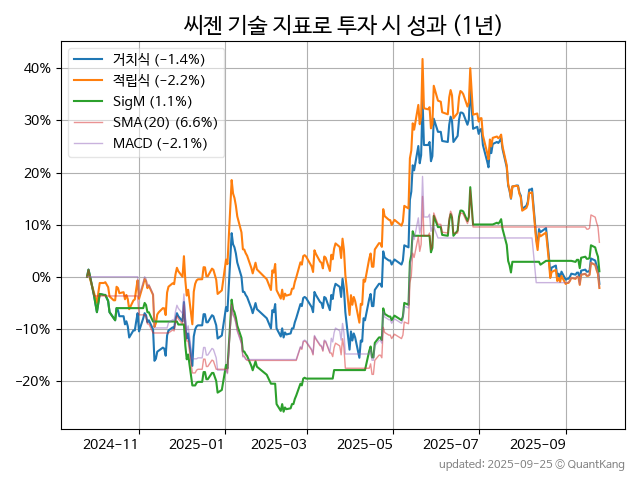 씨젠 기술 지표로 투자 시 성과 (1년)
거치식 (-1.4%)
적립식 (-2.2%)
SigM (1.1%)
SMA(20) (6.6%)
MACD (-2.1%)
40%
30%
20%
10%
0%
-10%
-20%
2024-11
2025-01
2025-03
2025-05
2025-07
2025-09
updated: 2025-09-25 ⓒ QuantKang